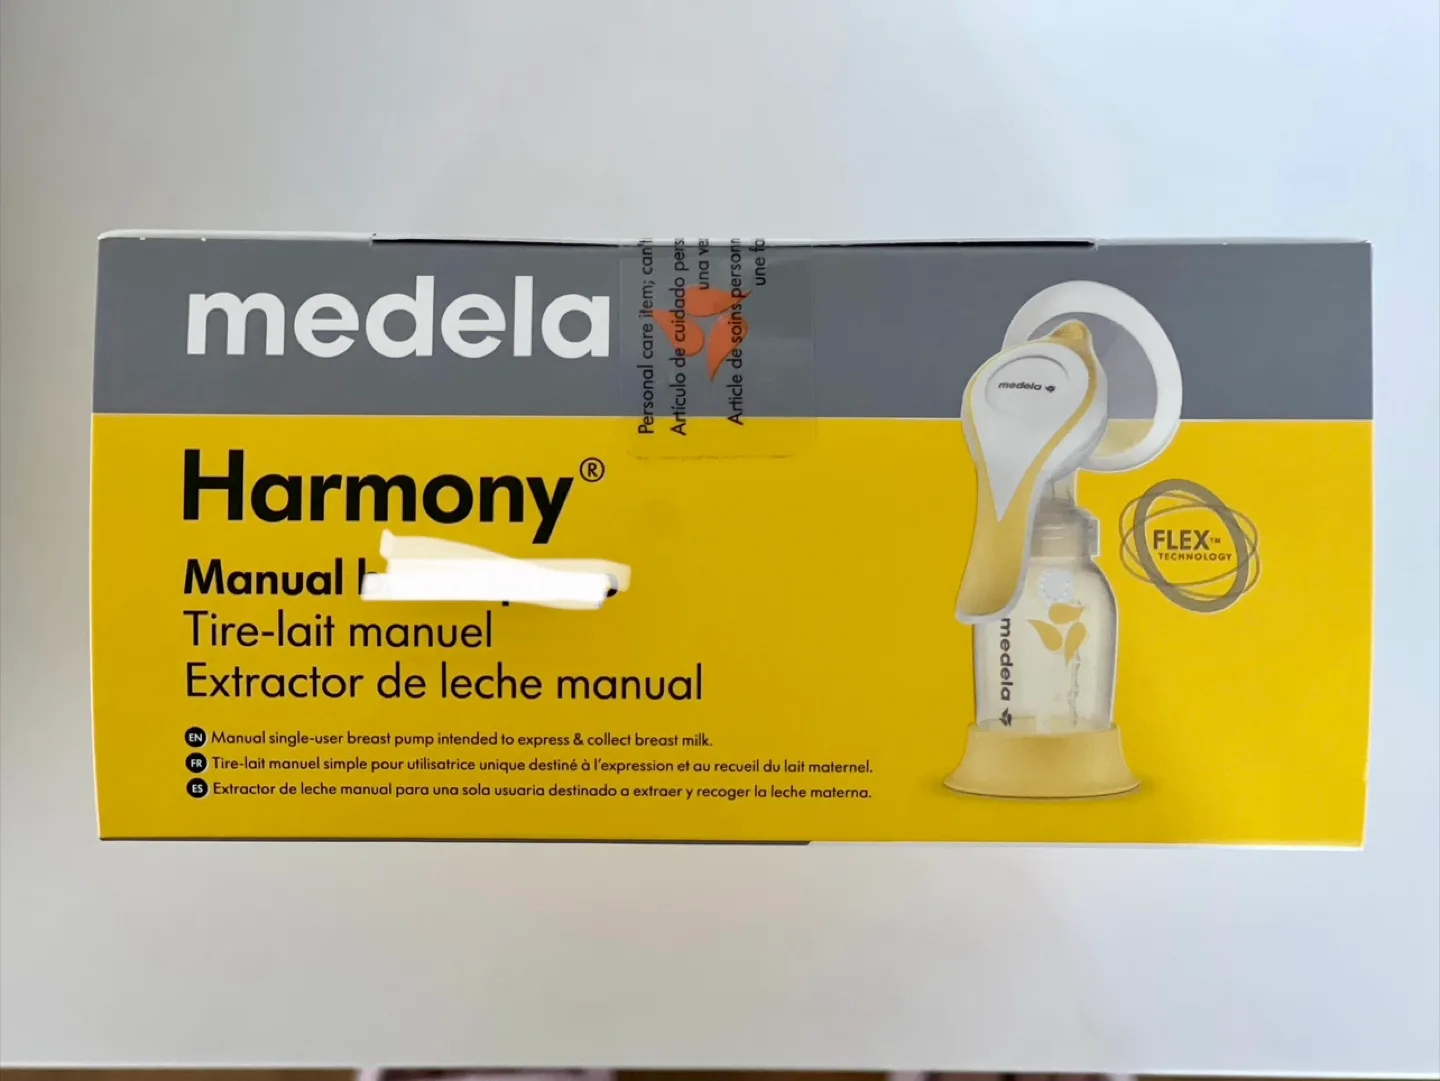 medela
Personal care item; can't
Artículo de cuidado pers
una ve
Article de soins personn
une fo
Harmony®
Manual
Tire-lait manuel
Extractor de leche manual
EN Manual single-user breast pump intended to express & collect breast milk.
FR Tire-lait manuel simple pour utilisatrice unique destiné à l'expression et au recueil du lait maternel.
ES Extractor de leche manual para una sola usuaria destinado a extraer y recoger la leche materna.
medela
medela
FLEX™
TECHNOLOGY